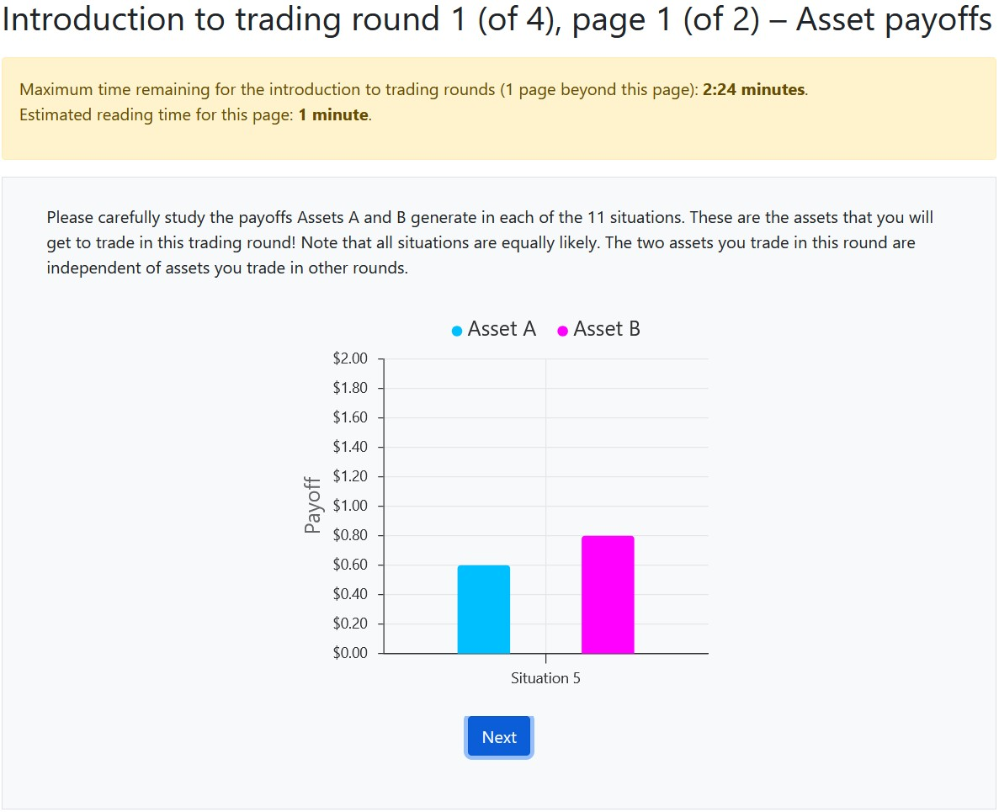 Introduction to trading round 1 (of 4), page 1 (of 2) – Asset payoffs
Maximum time remaining for the introduction to trading rounds (1 page beyond this page): 2:24 minutes.
Estimated reading time for this page: 1 minute.
Please carefully study the payoffs Assets A and B generate in each of the 11 situations. These are the assets that you will
get to trade in this trading round! Note that all situations are equally likely. The two assets you trade in this round are
independent of assets you trade in other rounds.
Asset A Asset B
$2.00
$1.80
$1.60
$1.40
$1.20
$1.00
$0.80
$0.60
$0.40
$0.20
$0.00
Payoff
Situation 5
Next